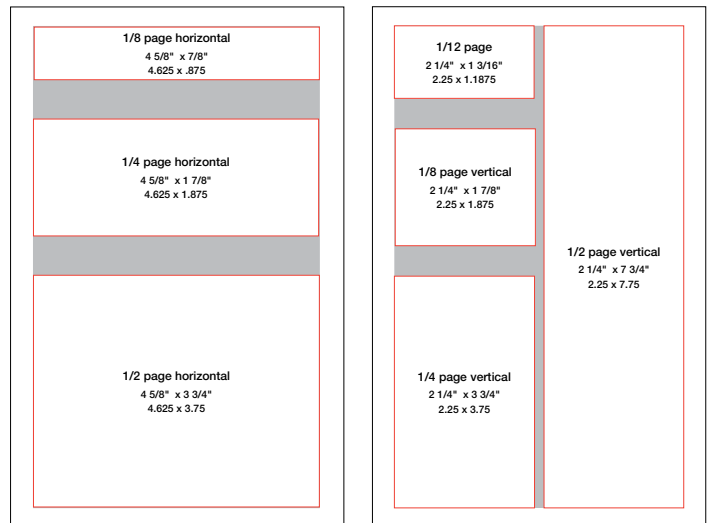 1/8 page horizontal
4 5/8" x 7/8"
4.625 x .875
1/4 page horizontal
4 5/8" x 1 7/8"
4.625 x 1.875
1/2 page horizontal
4 5/8" x 3 3/4"
4.625 x 3.75
1/12 page
2 1/4" x 1 3/16"
2.25 x 1.1875
1/8 page vertical
2 1/4" x 1 7/8"
2.25 x 1.875
1/4 page vertical
2 1/4" x 3 3/4"
2.25 x 3.75
1/2 page vertical
2 1/4" x 7 3/4"
2.25 x 7.75